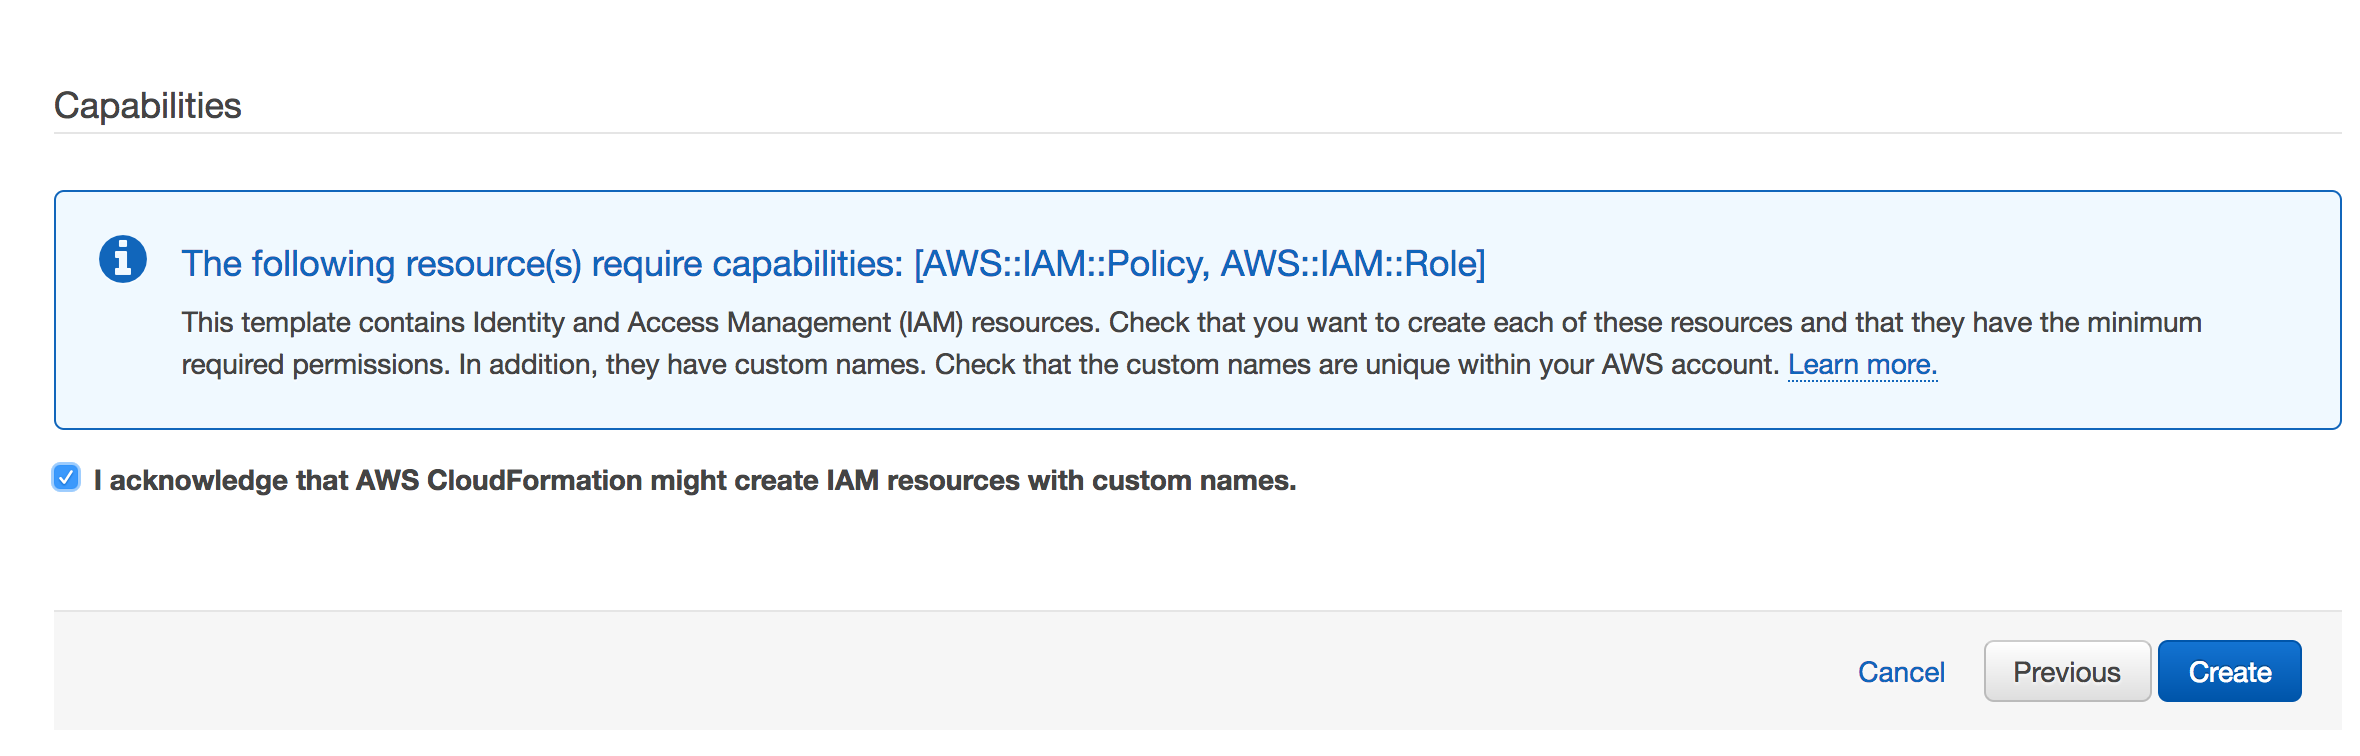 Capabilities
The following resource(s) require capabilities: [AWS::IAM::Policy, AWS::IAM::Role]
This template contains Identity and Access Management (IAM) resources. Check that you want to create each of these resources and that they have the minimum
required permissions. In addition, they have custom names. Check that the custom names are unique within your AWS account. Learn more.
I acknowledge that AWS CloudFormation might create IAM resources with custom names.
Cancel Previous Create